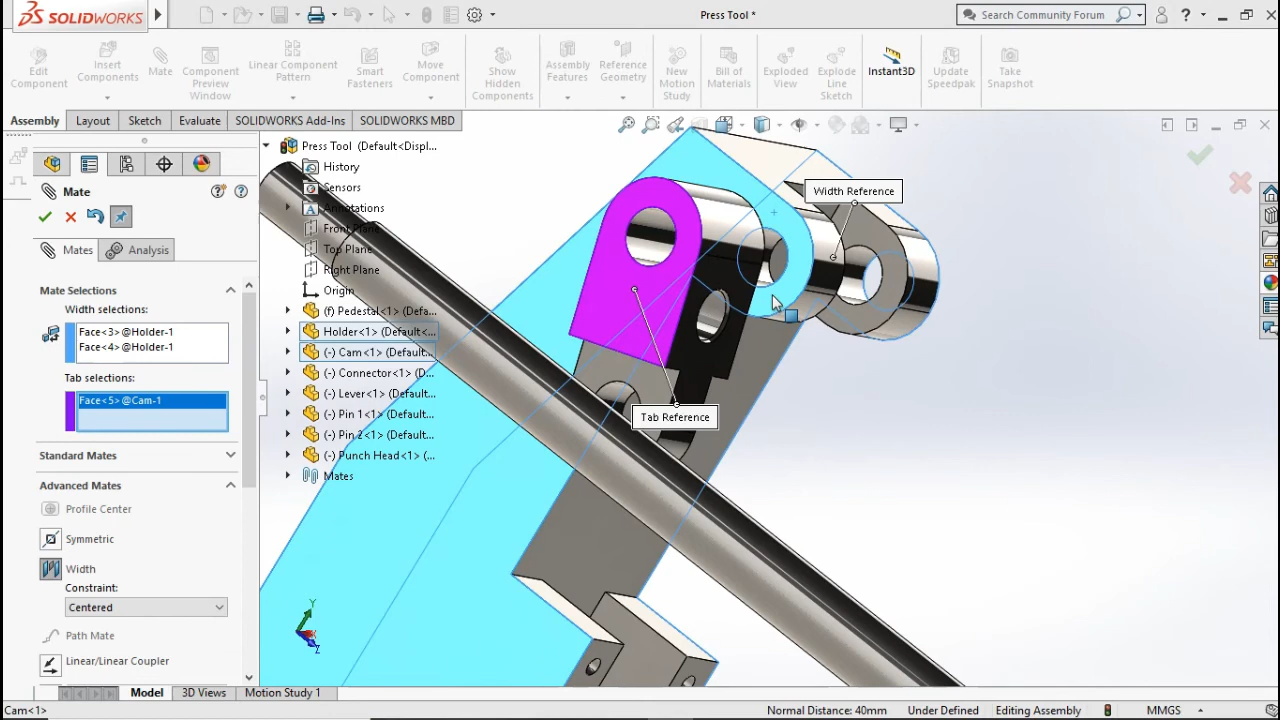 SOLIDWORKS
Press Tool *
Search Community Forum
Edit Component
Insert Components
Mate
Component Preview Window
Linear Component Pattern
Smart Fasteners
Move Component
Show Hidden Components
Assembly Features
Reference Geometry
New Motion Study
Bill of Materials
Exploded View
Explode Line Sketch
Instant3D
Update Speedpak
Take Snapshot
Assembly
Layout
Sketch
Evaluate
SOLIDWORKS Add-Ins
SOLIDWORKS MBD
Mate
Mates
Analysis
Mate Selections
Width selections:
Face<3>@Holder-1
Face<4>@Holder-1
Tab selections:
Face<5>@Cam-1
Standard Mates
Advanced Mates
Profile Center
Symmetric
Width
Constraint:
Centered
Path Mate
Linear/Linear Coupler
Press Tool (Default<Displ...
History
Sensors
Annotations
Front Plane
Top Plane
Right Plane
Origin
(f) Pedestal<1> (Defa...
Holder<1> (Default<...
(-) Cam<1> (Default...
(-) Connector<1> (D...
(-) Lever<1> (Default...
(-) Pin 1<1> (Default...
(-) Pin 2<1> (Default...
(-) Punch Head<1> (...
Mates
Width Reference
Tab Reference
Y
Z
Model
3D Views
Motion Study 1
Cam<1>
Normal Distance: 40mm
Under Defined
Editing Assembly
MMGS